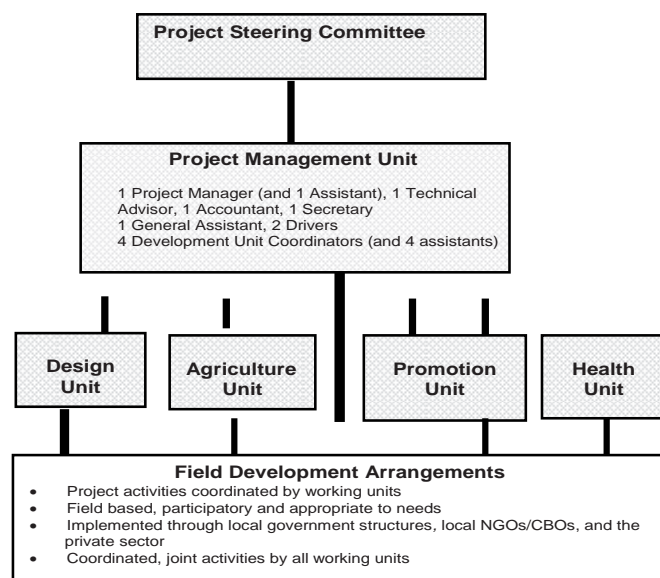 Project Steering Committee
Project Management Unit
1 Project Manager (and 1 Assistant), 1 Technical
Advisor, 1 Accountant, 1 Secretary
1 General Assistant, 2 Drivers
4 Development Unit Coordinators (and 4 assistants)
Design
Unit
Agriculture
Unit
Promotion
Unit
Health
Unit
Field Development Arrangements
• Project activities coordinated by working units
• Field based, participatory and appropriate to needs
• Implemented through local government structures, local NGOs/CBOs, and the
private sector
• Coordinated, joint activities by all working units